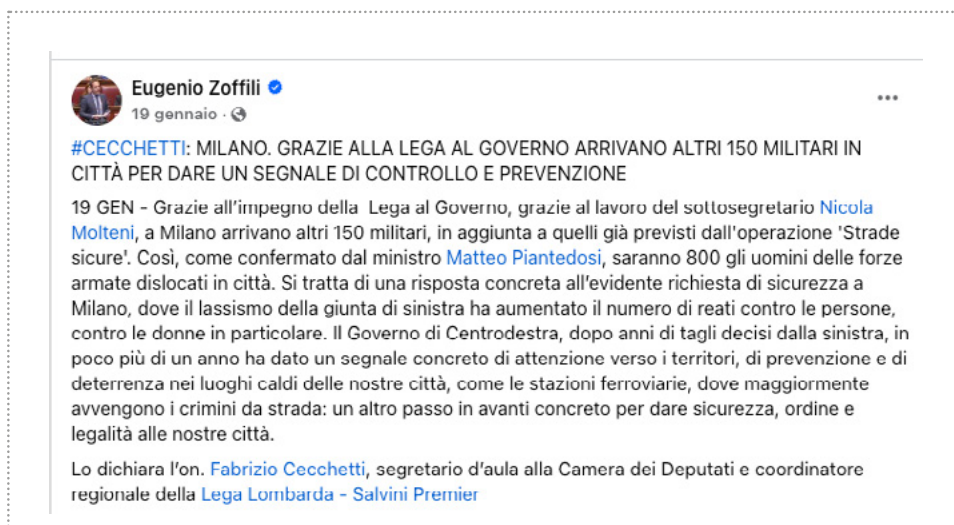 Eugenio Zoffili
19 gennaio ·
#CECCHETTI: MILANO. GRAZIE ALLA LEGA AL GOVERNO ARRIVANO ALTRI 150 MILITARI IN
CITTÀ PER DARE UN SEGNALE DI CONTROLLO E PREVENZIONE
19 GEN - Grazie all'impegno della Lega al Governo, grazie al lavoro del sottosegretario Nicola
Molteni, a Milano arrivano altri 150 militari, in aggiunta a quelli già previsti dall'operazione 'Strade
sicure'. Così, come confermato dal ministro Matteo Piantedosi, saranno 800 gli uomini delle forze
armate dislocati in città. Si tratta di una risposta concreta all'evidente richiesta di sicurezza a
Milano, dove il lassismo della giunta di sinistra ha aumentato il numero di reati contro le persone,
contro le donne in particolare. Il Governo di Centrodestra, dopo anni di tagli decisi dalla sinistra, in
poco più di un anno ha dato un segnale concreto di attenzione verso i territori, di prevenzione e di
deterrenza nei luoghi caldi delle nostre città, come le stazioni ferroviarie, dove maggiormente
avvengono i crimini da strada: un altro passo in avanti concreto per dare sicurezza, ordine e
legalità alle nostre città.
Lo dichiara l'on. Fabrizio Cecchetti, segretario d'aula alla Camera dei Deputati e coordinatore
regionale della Lega Lombarda - Salvini Premier